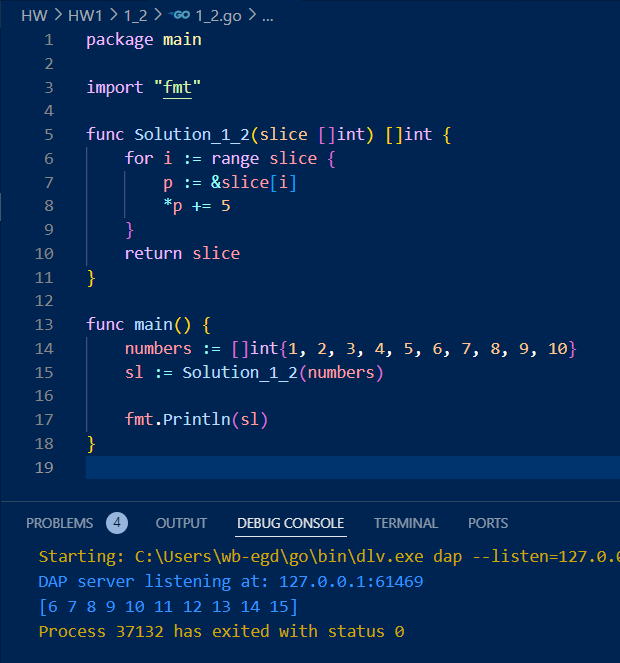 HW > HW1 > 1_2 > GO 1_2.go > ...
1 package main
2
3 import "fmt"
4
5 func Solution_1_2(slice []int) []int {
6 for i := range slice {
7 p := &slice[i]
8 *p += 5
9 }
10 return slice
11 }
12
13 func main() {
14 numbers := []int{1, 2, 3, 4, 5, 6, 7, 8, 9, 10}
15 sl := Solution_1_2(numbers)
16
17 fmt.Println(sl)
18 }
19
PROBLEMS 4 OUTPUT DEBUG CONSOLE TERMINAL PORTS
Starting: C:\Users\wb-egd\go\bin\dlv.exe dap --listen=127.0.0
DAP server listening at: 127.0.0.1:61469
[6 7 8 9 10 11 12 13 14 15]
Process 37132 has exited with status 0